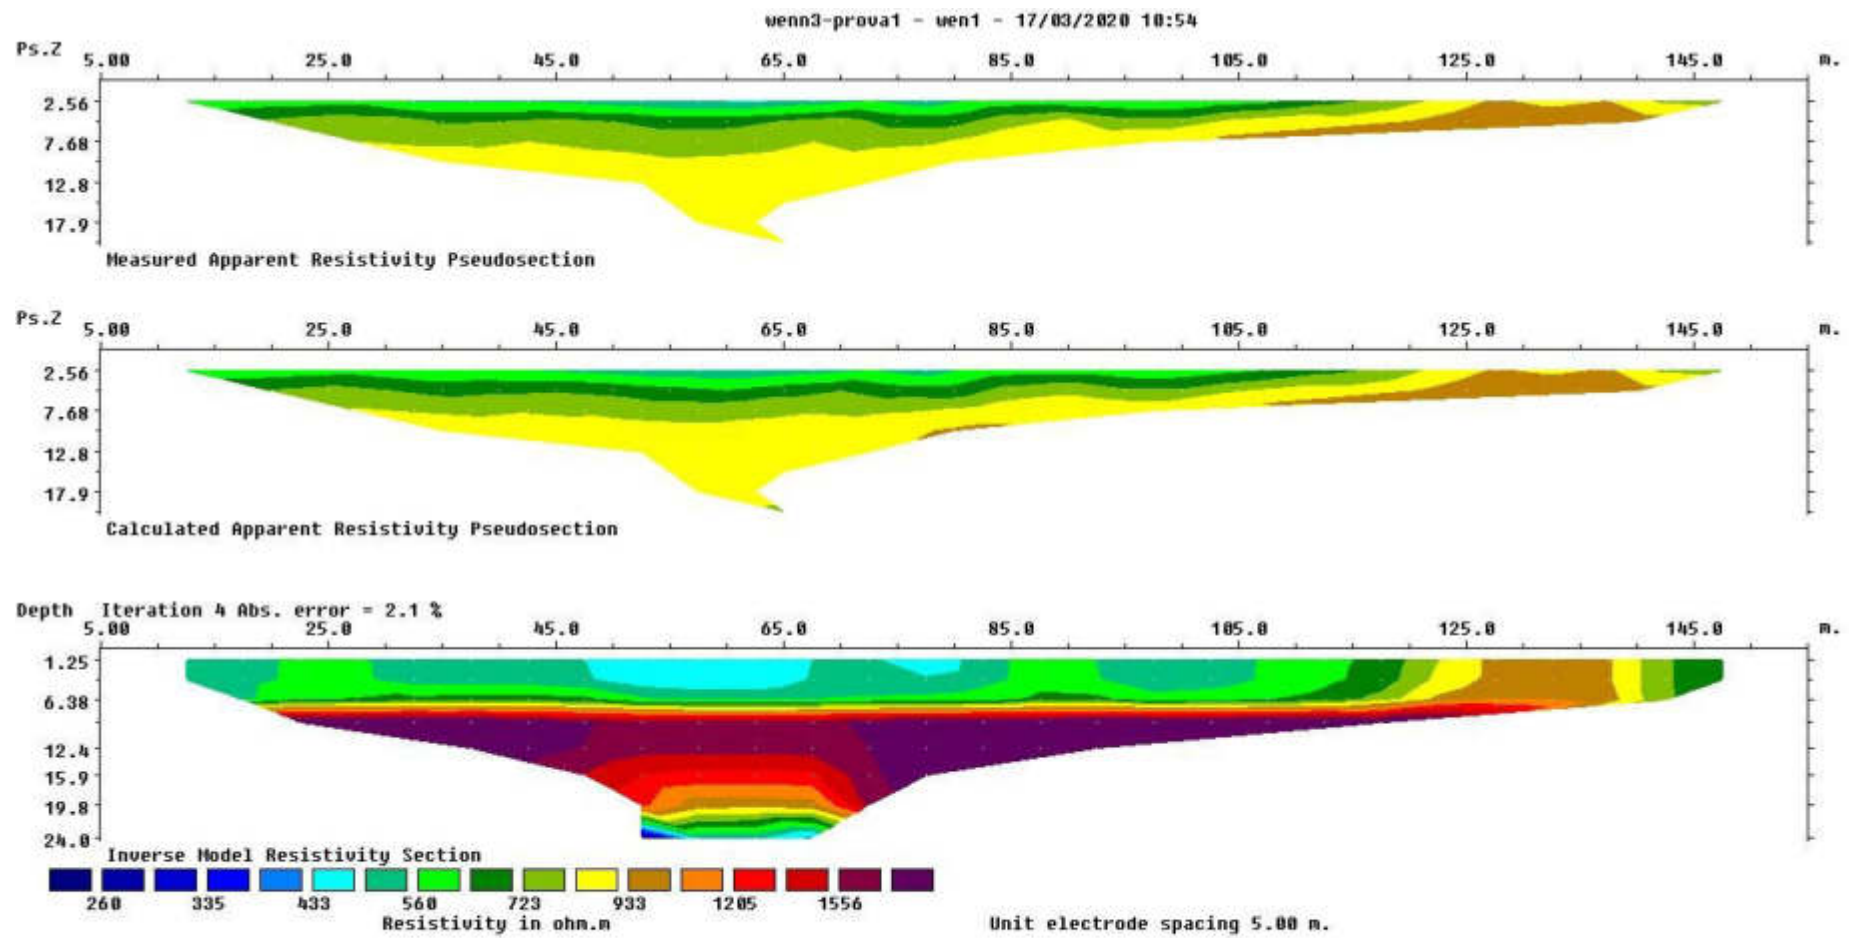 wenn3-prova1 - wen1 - 17/03/2020 10:54
Ps.Z 5.00 25.0 45.0 65.0 85.0 105.0 125.0 145.0 m.
2.56
7.68
12.8
17.9
Measured Apparent Resistivity Pseudosection
Ps.Z 5.00 25.0 45.0 65.0 85.0 105.0 125.0 145.0 m.
2.56
7.68
12.8
17.9
Calculated Apparent Resistivity Pseudosection
Depth Iteration 4 Abs. error = 2.1 %
5.00 25.0 45.0 65.0 85.0 105.0 125.0 145.0 m.
1.25
6.38
12.4
15.9
19.8
24.0
Inverse Model Resistivity Section
260 335 433 560 723 933 1205 1556
Resistivity in ohm.m Unit electrode spacing 5.00 m.